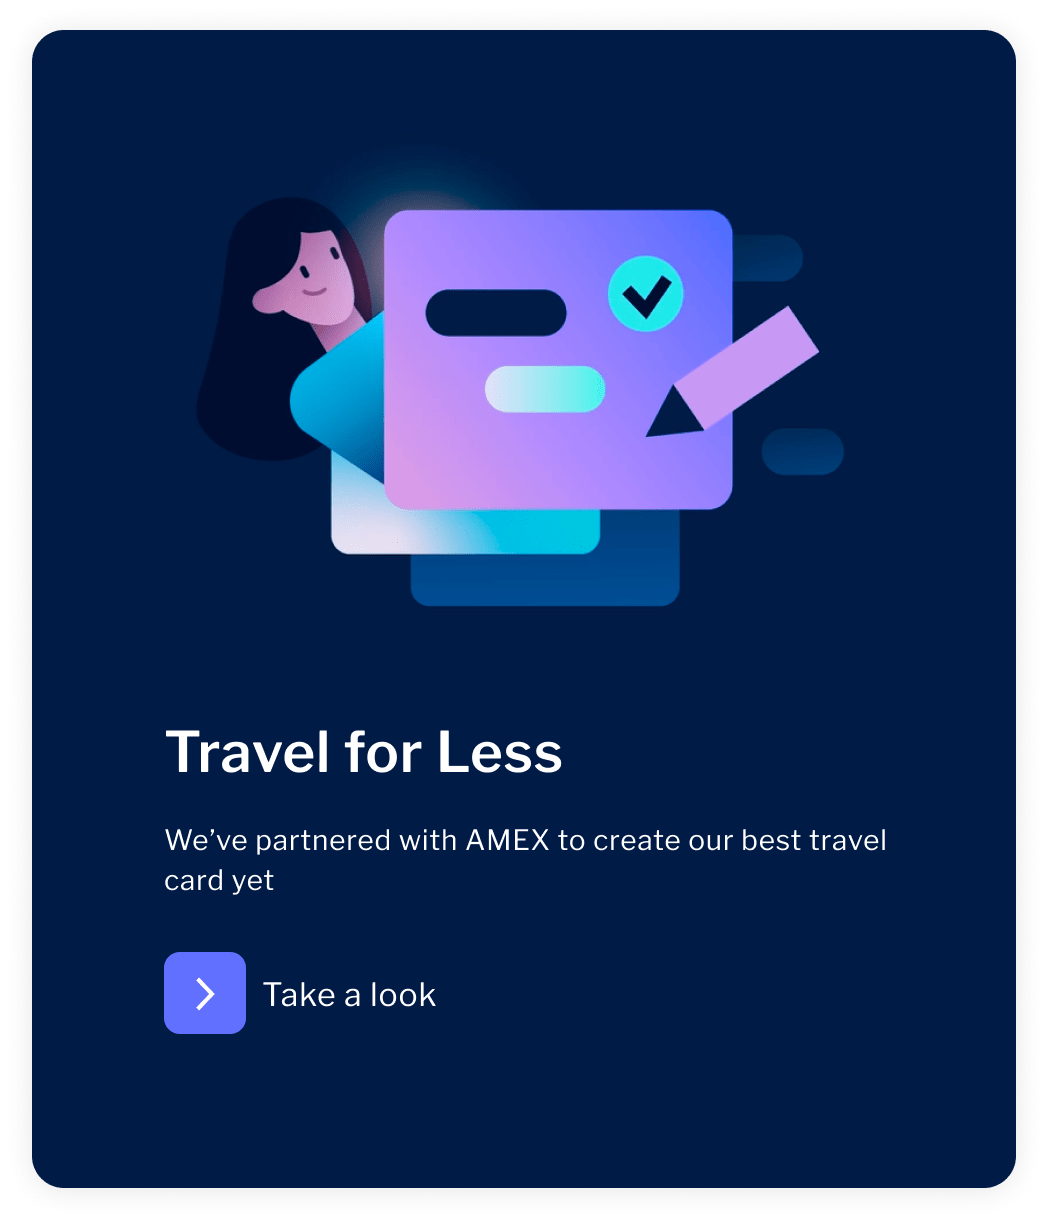 Travel for Less
We’ve partnered with AMEX to create our best travel
card yet
Take a look